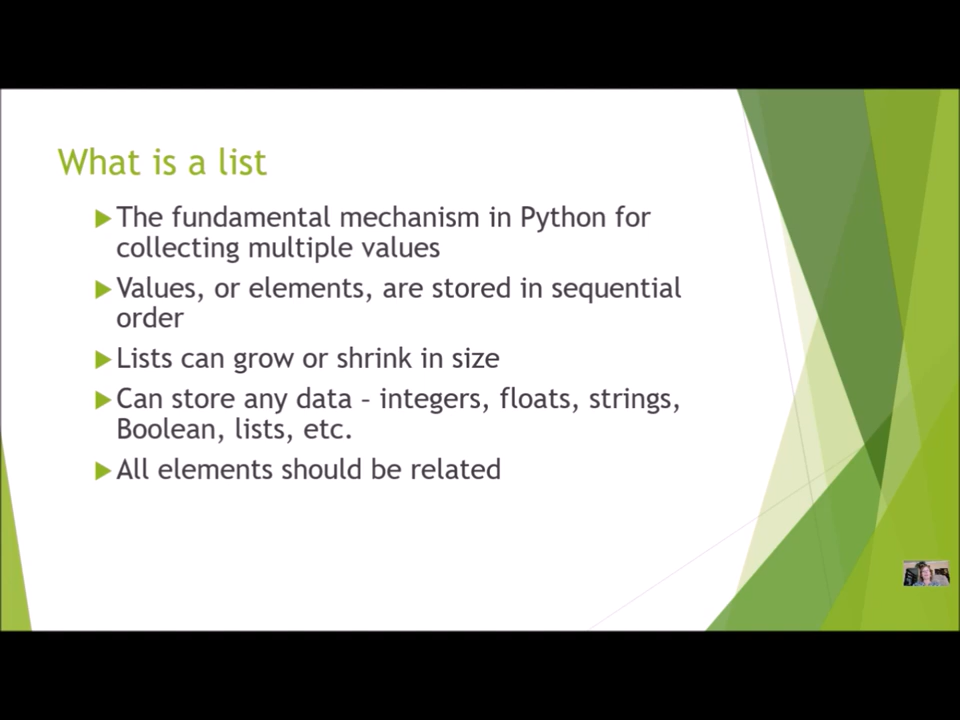 What is a list
The fundamental mechanism in Python for
collecting multiple values
Values, or elements, are stored in sequential
order
Lists can grow or shrink in size
Can store any data – integers, floats, strings,
Boolean, lists, etc.
All elements should be related